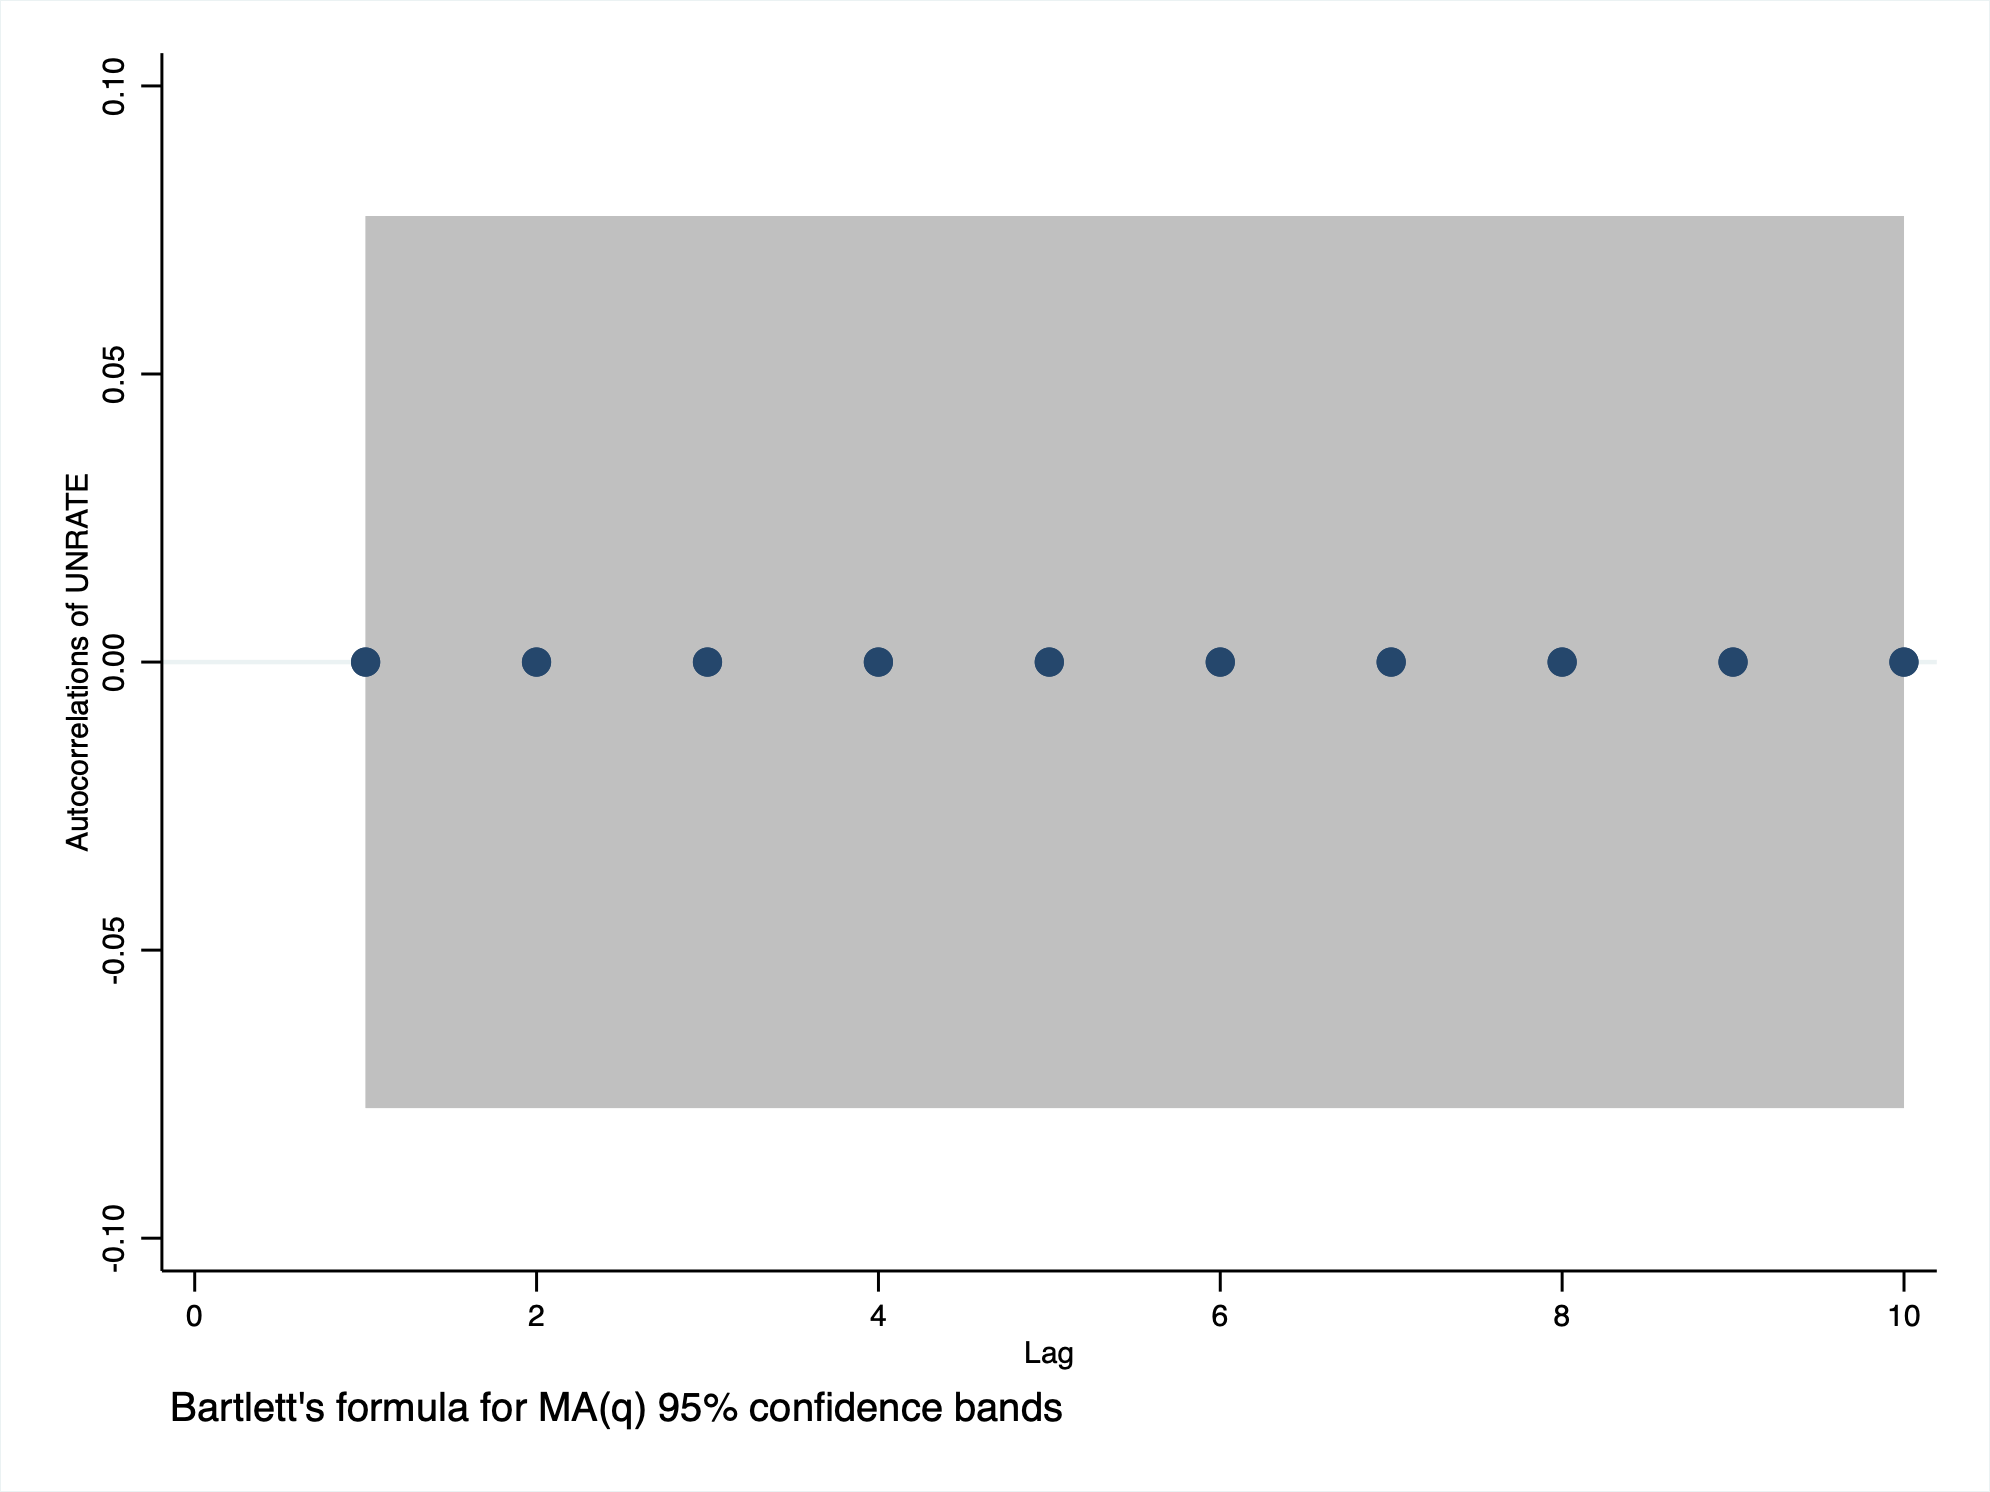 0.10
0.05
0.00
-0.05
-0.10
Autocorrelations of UNRATE
0 2 4 6 8 10
Lag
Bartlett's formula for MA(q) 95% confidence bands